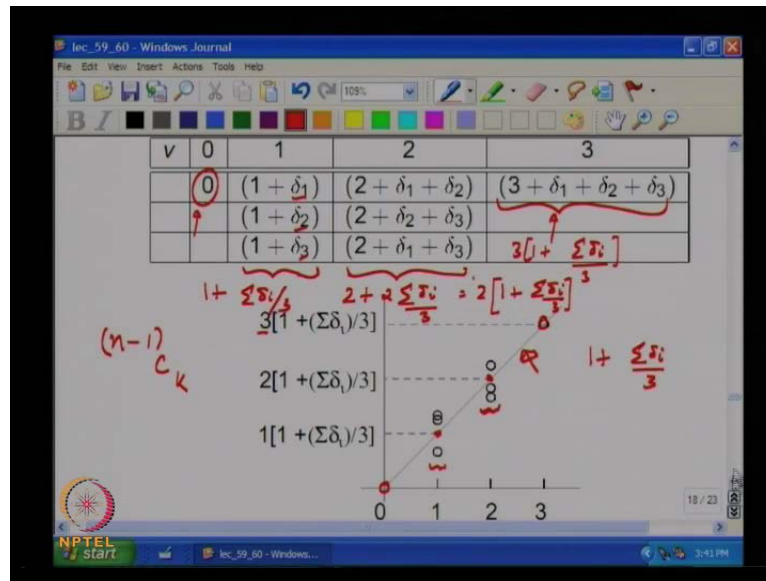 lec_59_60 - Windows Journal
File Edit View Insert Actions Tools Help
109%
B I
v 0 1 2 3
0 (1 + δ₁) (2 + δ₁ + δ₂) (3 + δ₁ + δ₂ + δ₃)
(1 + δ₂) (2 + δ₂ + δ₃)
(1 + δ₃) (2 + δ₁ + δ₃) 3[1 + Σδi/3]
1 + Σδi/3 2 + 2 Σδi/3 = 2[1 + Σδi/3]
3[1 +(Σδᵢ)/3]
(n-1) C K
1 + Σδi/3
2[1 +(Σδᵢ)/3]
1[1 +(Σδᵢ)/3]
0 1 2 3
18 / 23
NPTEL
start lec_59_60 - Windows... 3:41 PM